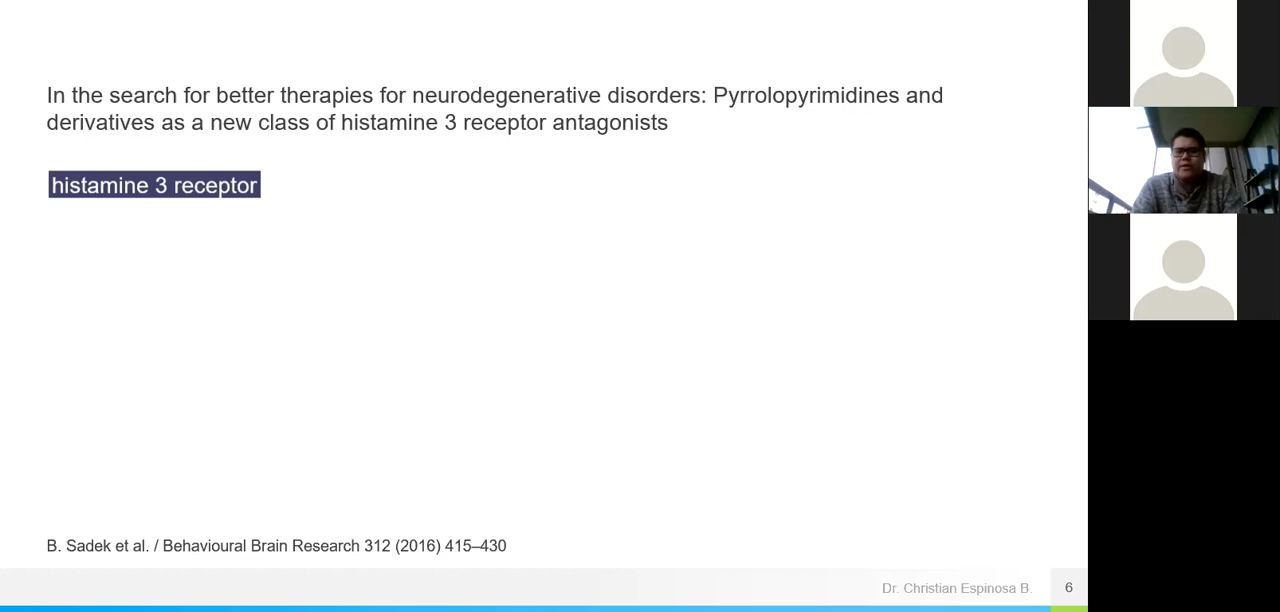 In the search for better therapies for neurodegenerative disorders: Pyrrolopyrimidines and
derivatives as a new class of histamine 3 receptor antagonists
histamine 3 receptor
B. Sadek et al. / Behavioural Brain Research 312 (2016) 415–430
Dr. Christian Espinosa B.
6